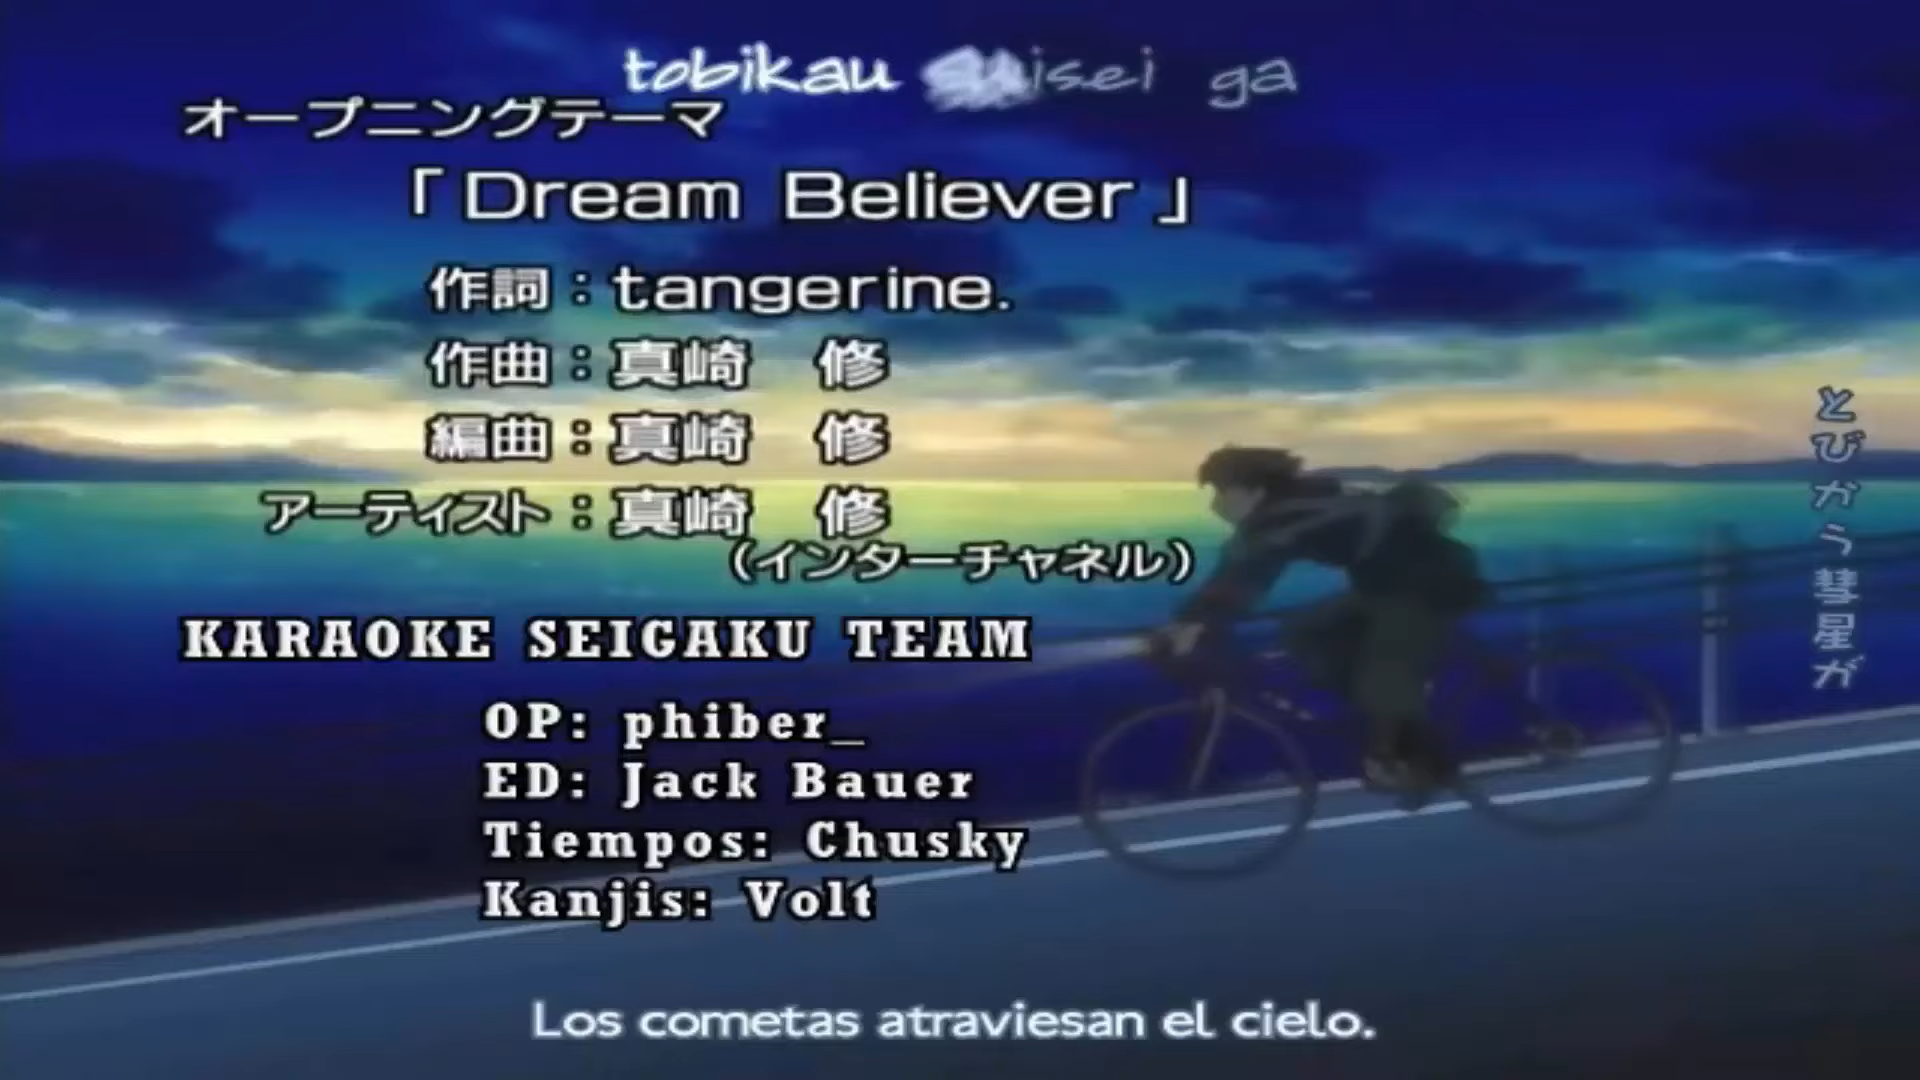 tobikau suisei ga
オープニングテーマ
「Dream Believer」
作詞：tangerine.
作曲：真崎　修
編曲：真崎　修
アーティスト：真崎　修
（インターチャネル）
とびかう彗星が
KARAOKE SEIGAKU TEAM
OP: phiber_
ED: Jack Bauer
Tiempos: Chusky
Kanjis: Volt
Los cometas atraviesan el cielo.